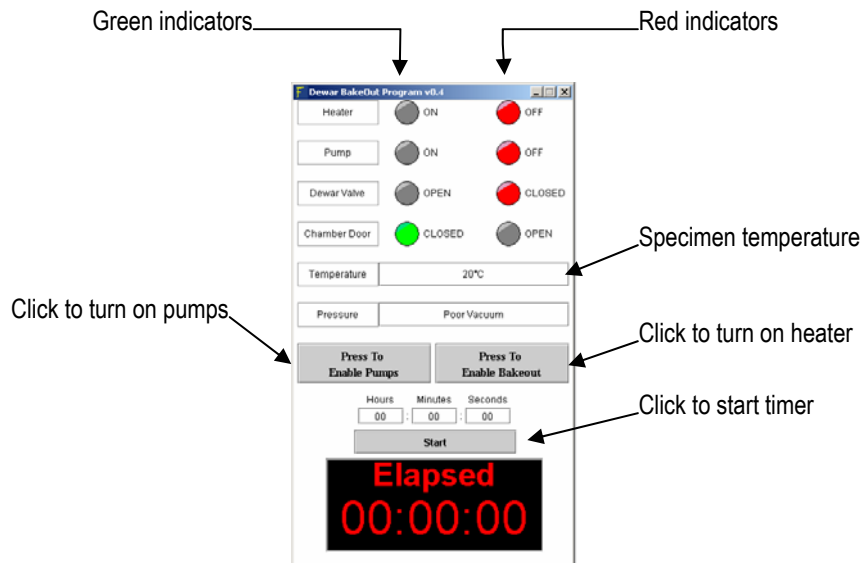 Green indicators
Red indicators
Dewar BakeOut Program v0.4
Heater ON OFF
Pump ON OFF
Dewar Valve OPEN CLOSED
Chamber Door CLOSED OPEN
Specimen temperature
Temperature 20°C
Click to turn on pumps
Pressure Poor Vacuum
Click to turn on heater
Press To
Enable Pumps
Press To
Enable Bakeout
Hours Minutes Seconds
00 : 00 : 00
Click to start timer
Start
Elapsed
00:00:00